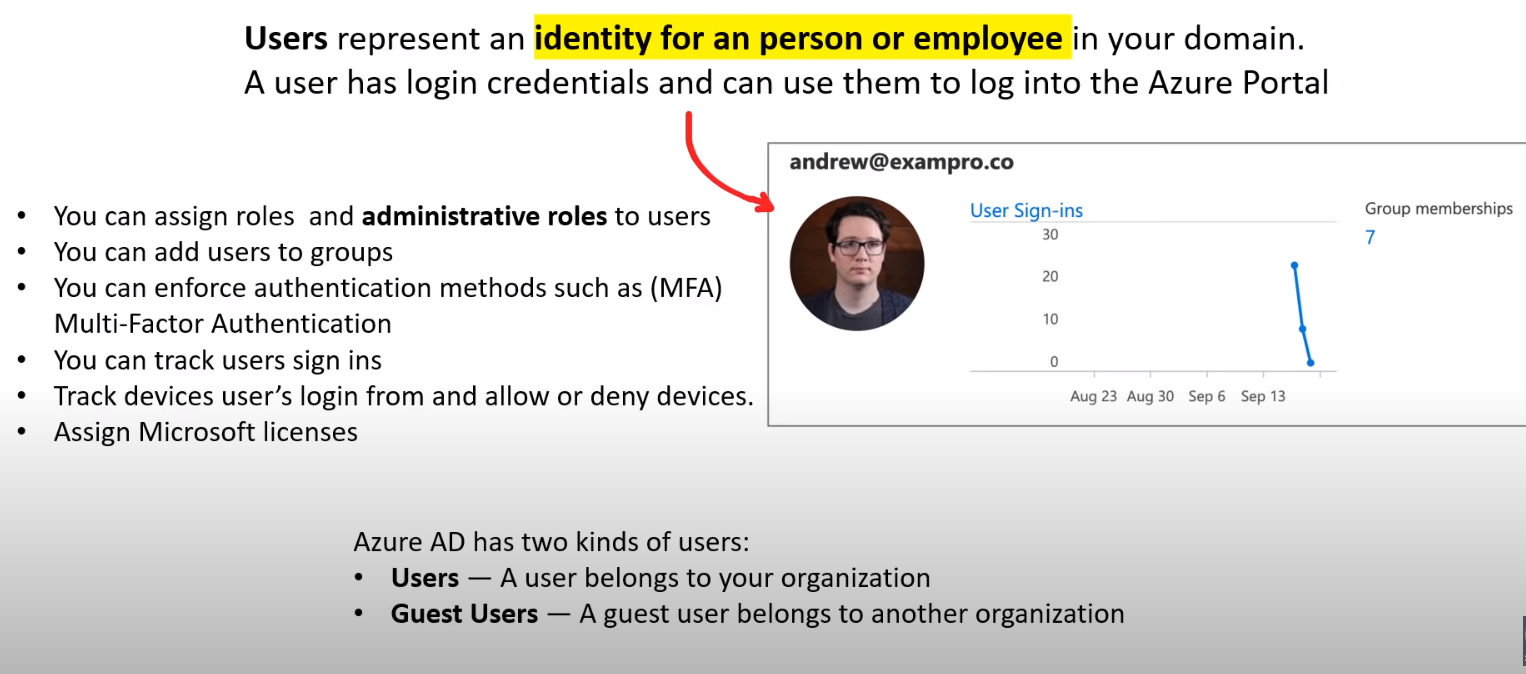 Users represent an identity for an person or employee in your domain.
A user has login credentials and can use them to log into the Azure Portal
• You can assign roles and administrative roles to users
• You can add users to groups
• You can enforce authentication methods such as (MFA)
Multi-Factor Authentication
• You can track users sign ins
• Track devices user’s login from and allow or deny devices.
• Assign Microsoft licenses
andrew@exampro.co
User Sign-ins
30
20
10
0
Aug 23 Aug 30 Sep 6 Sep 13
Group memberships
7
Azure AD has two kinds of users:
• Users — A user belongs to your organization
• Guest Users — A guest user belongs to another organization